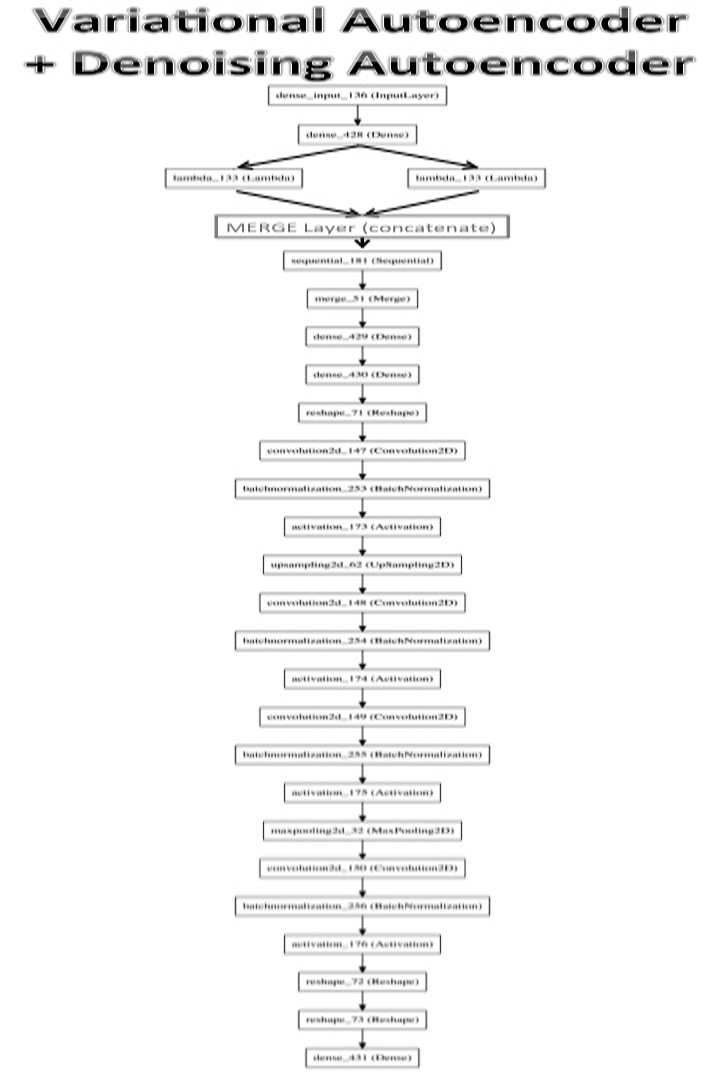 Variational Autoencoder
+ Denoising Autoencoder
dense_input_136 (InputLayer)
dense_428 (Dense)
lambda_133 (Lambda) lambda_133 (Lambda)
MERGE Layer (concatenate)
sequential_181 (Sequential)
merge_51 (Merge)
dense_429 (Dense)
dense_430 (Dense)
reshape_71 (Reshape)
convolution2d_147 (Convolution2D)
batchnormalization_253 (BatchNormalization)
activation_173 (Activation)
upsampling2d_62 (UpSampling2D)
convolution2d_148 (Convolution2D)
batchnormalization_254 (BatchNormalization)
activation_174 (Activation)
convolution2d_149 (Convolution2D)
batchnormalization_255 (BatchNormalization)
activation_175 (Activation)
maxpooling2d_32 (MaxPooling2D)
convolution2d_150 (Convolution2D)
batchnormalization_256 (BatchNormalization)
activation_176 (Activation)
reshape_72 (Reshape)
reshape_73 (Reshape)
dense_431 (Dense)